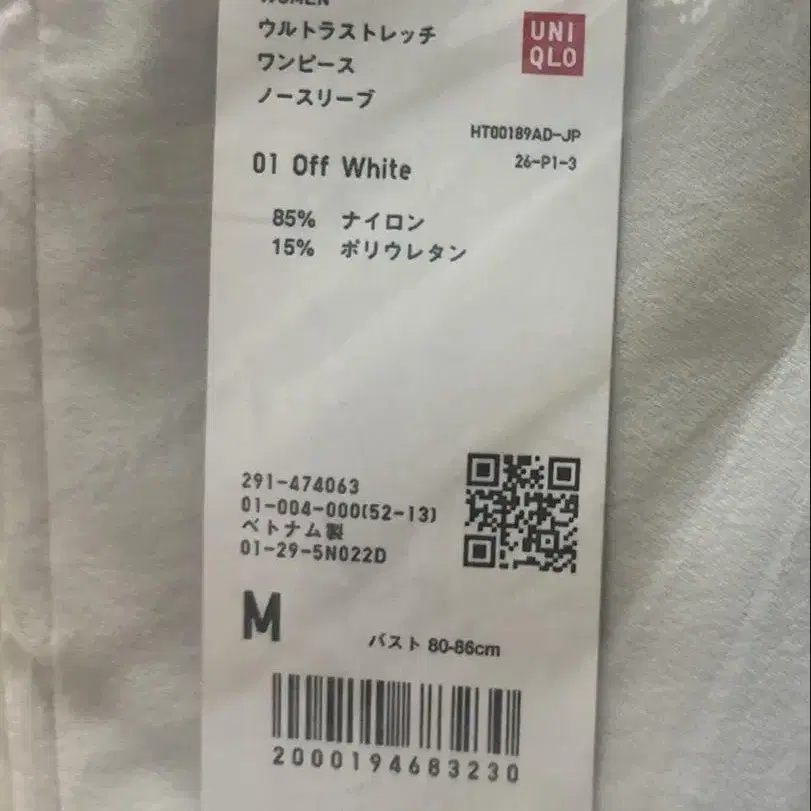 WOMEN
ウルトラストレッチ
ワンピース
ノースリーブ
UNI
QLO
HT00189AD-JP
26-P1-3
01 Off White
85% ナイロン
15% ポリウレタン
291-474063
01-004-000(52-13)
ベトナム製
01-29-5N022D
M
バスト 80-86cm
2000194683230